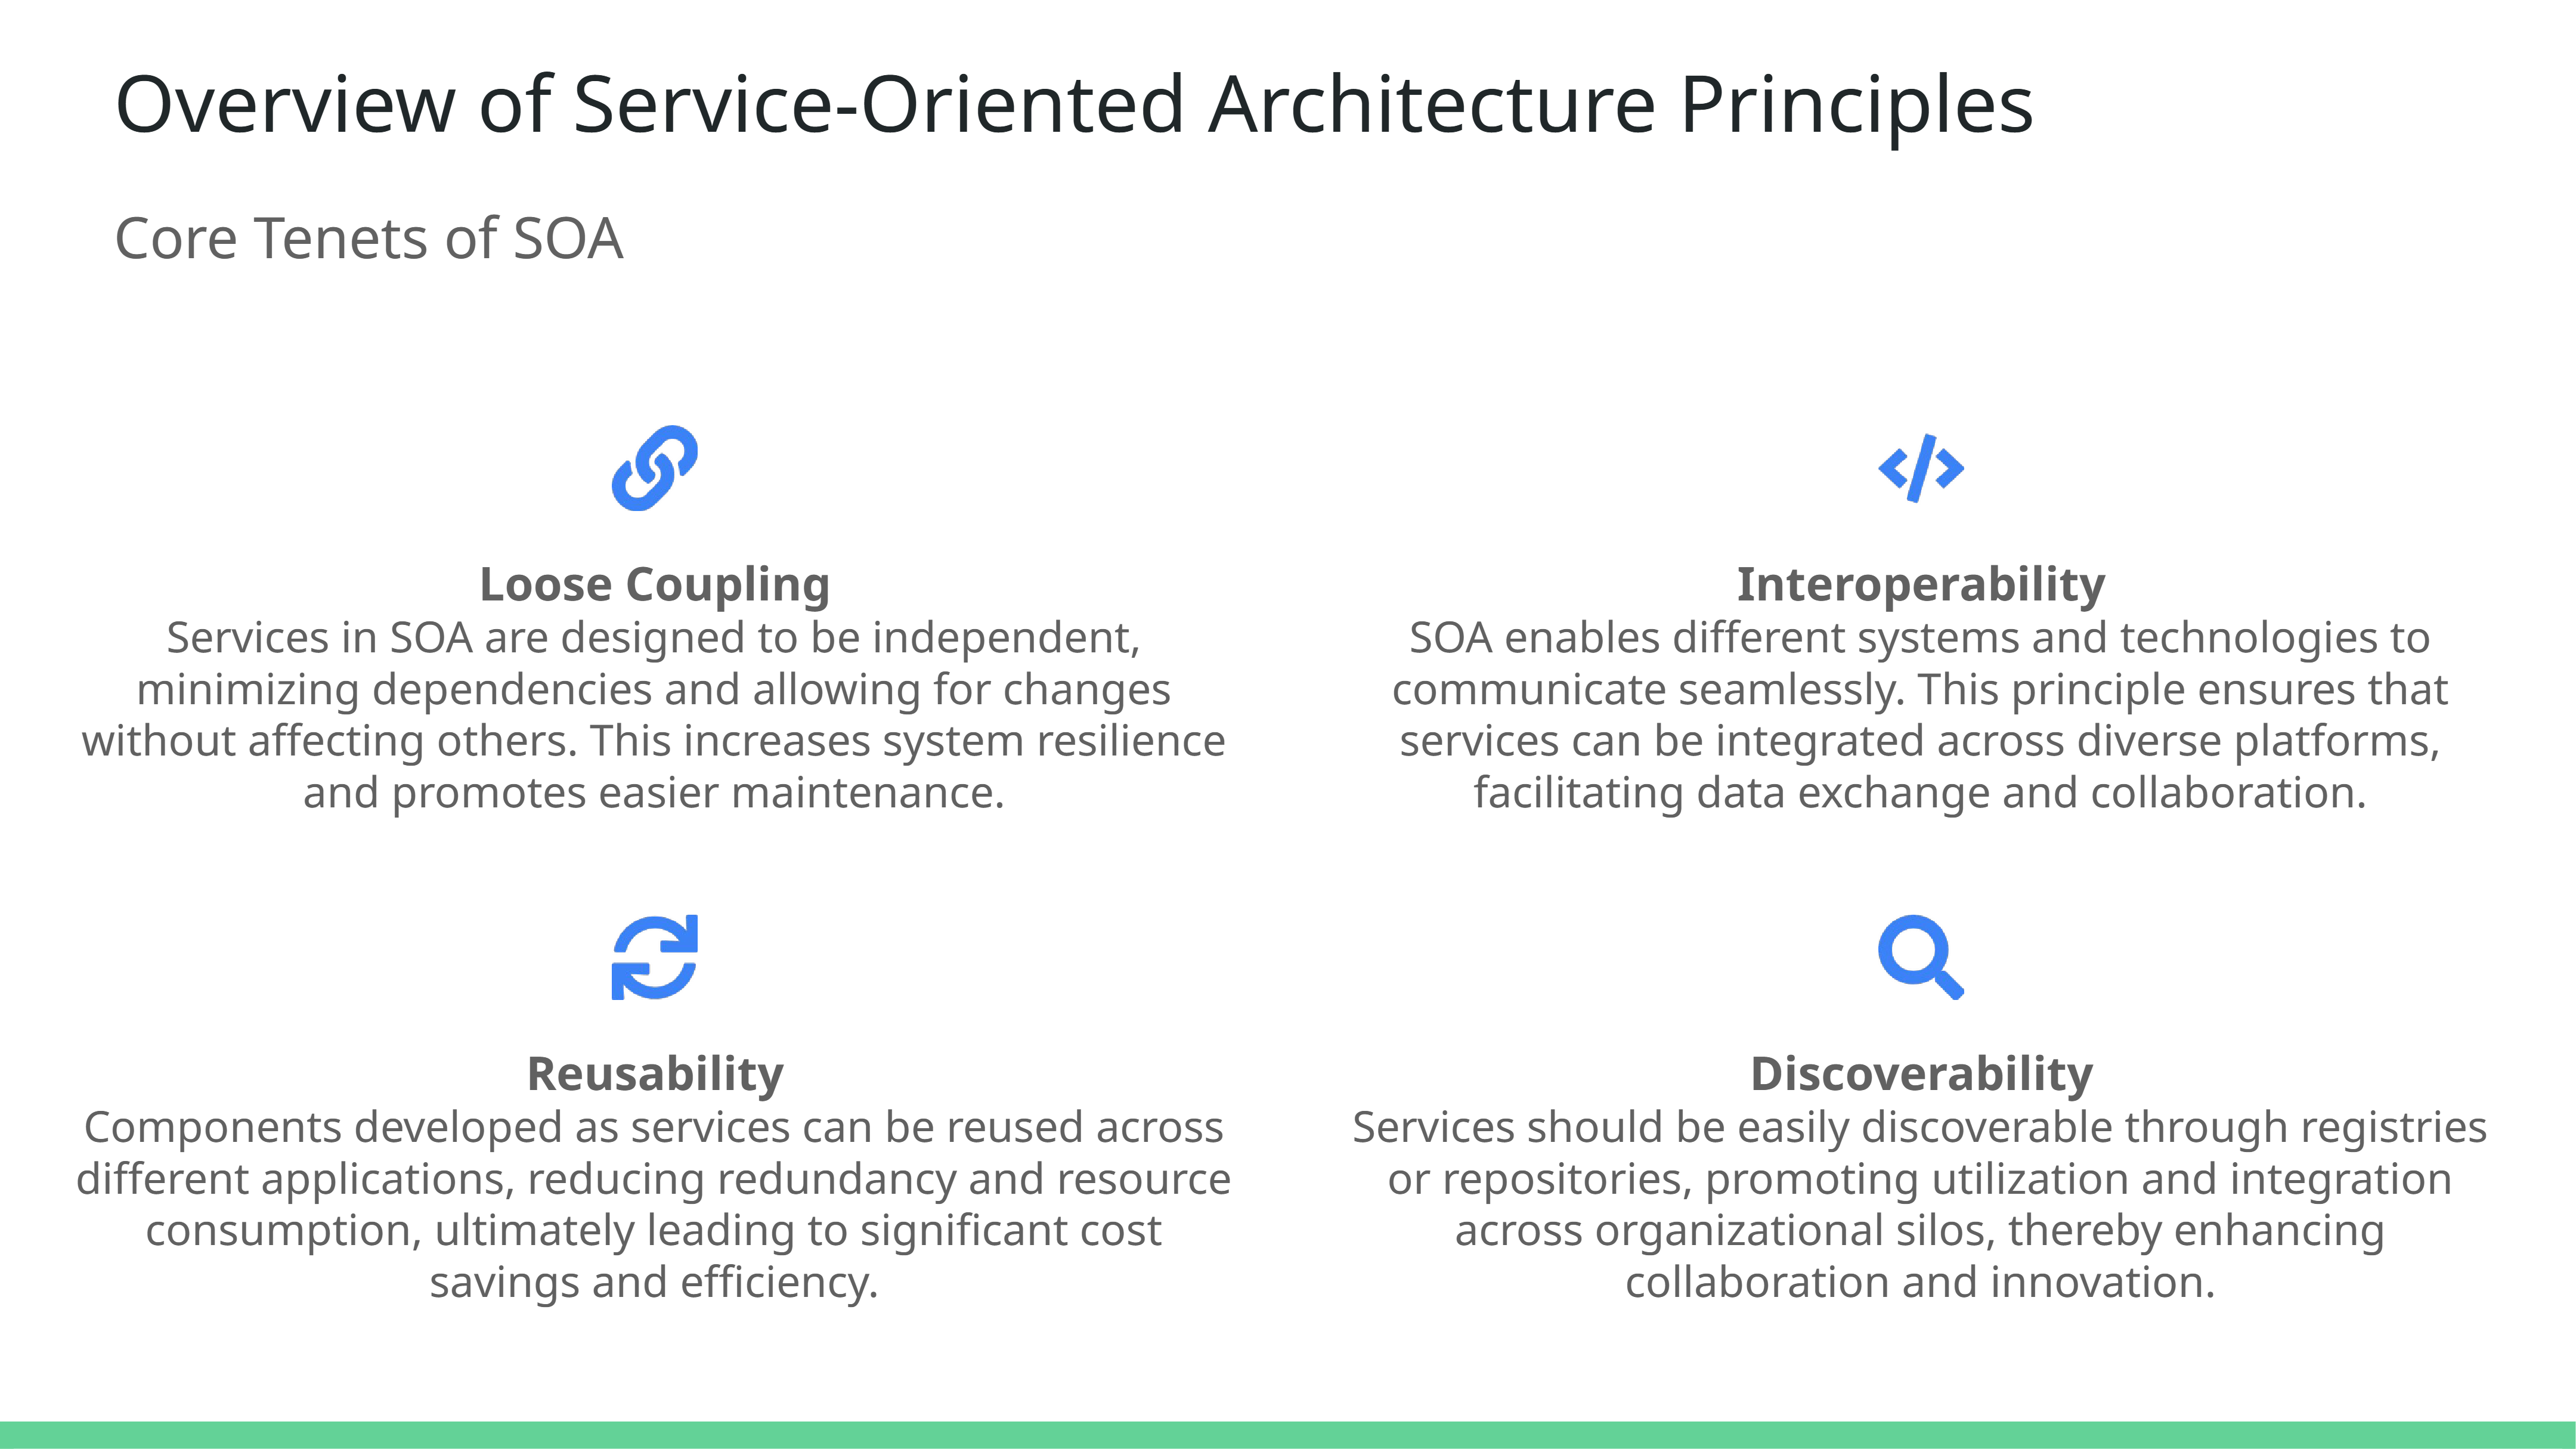 Overview of Service-Oriented Architecture Principles
Core Tenets of SOA
Loose Coupling
Services in SOA are designed to be independent,
minimizing dependencies and allowing for changes
without affecting others. This increases system resilience
and promotes easier maintenance.
Interoperability
SOA enables different systems and technologies to
communicate seamlessly. This principle ensures that
services can be integrated across diverse platforms,
facilitating data exchange and collaboration.
Reusability
Components developed as services can be reused across
different applications, reducing redundancy and resource
consumption, ultimately leading to significant cost
savings and efficiency.
Discoverability
Services should be easily discoverable through registries
or repositories, promoting utilization and integration
across organizational silos, thereby enhancing
collaboration and innovation.